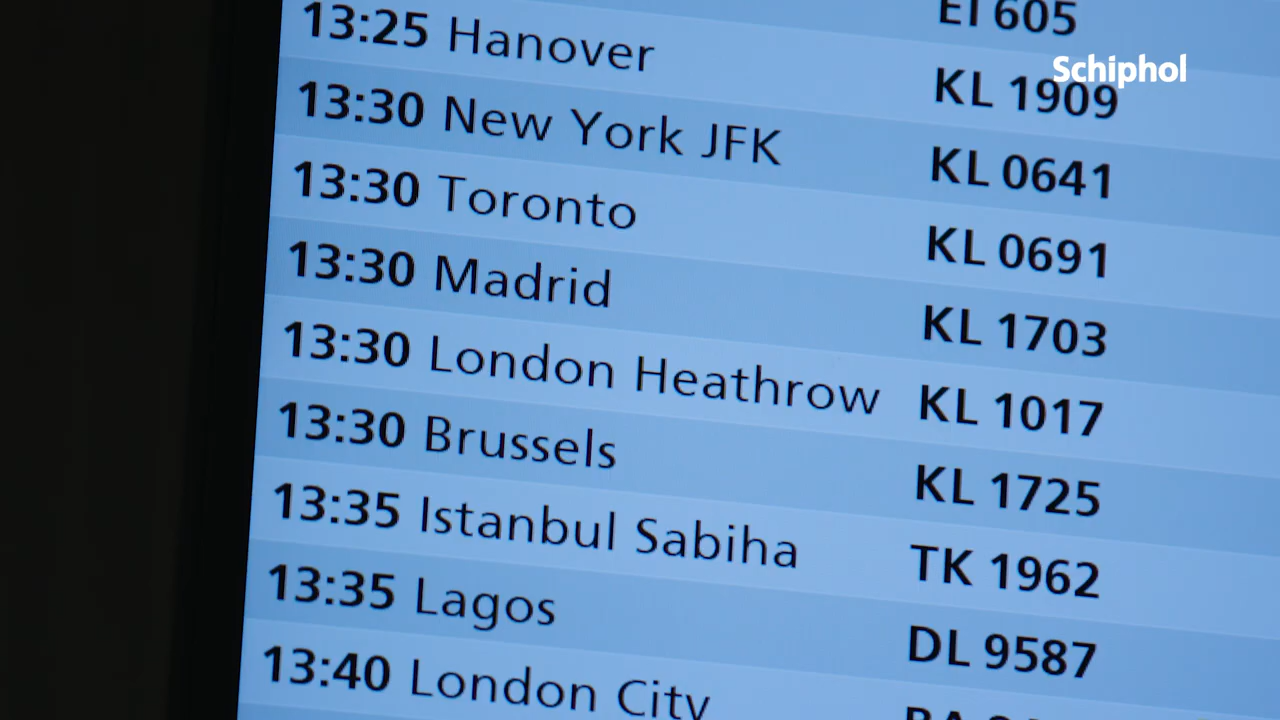 EI 605
Schiphol
13:25 Hanover KL 1909
13:30 New York JFK KL 0641
13:30 Toronto KL 0691
13:30 Madrid KL 1703
13:30 London Heathrow KL 1017
13:30 Brussels KL 1725
13:35 Istanbul Sabiha TK 1962
13:35 Lagos DL 9587
13:40 London City